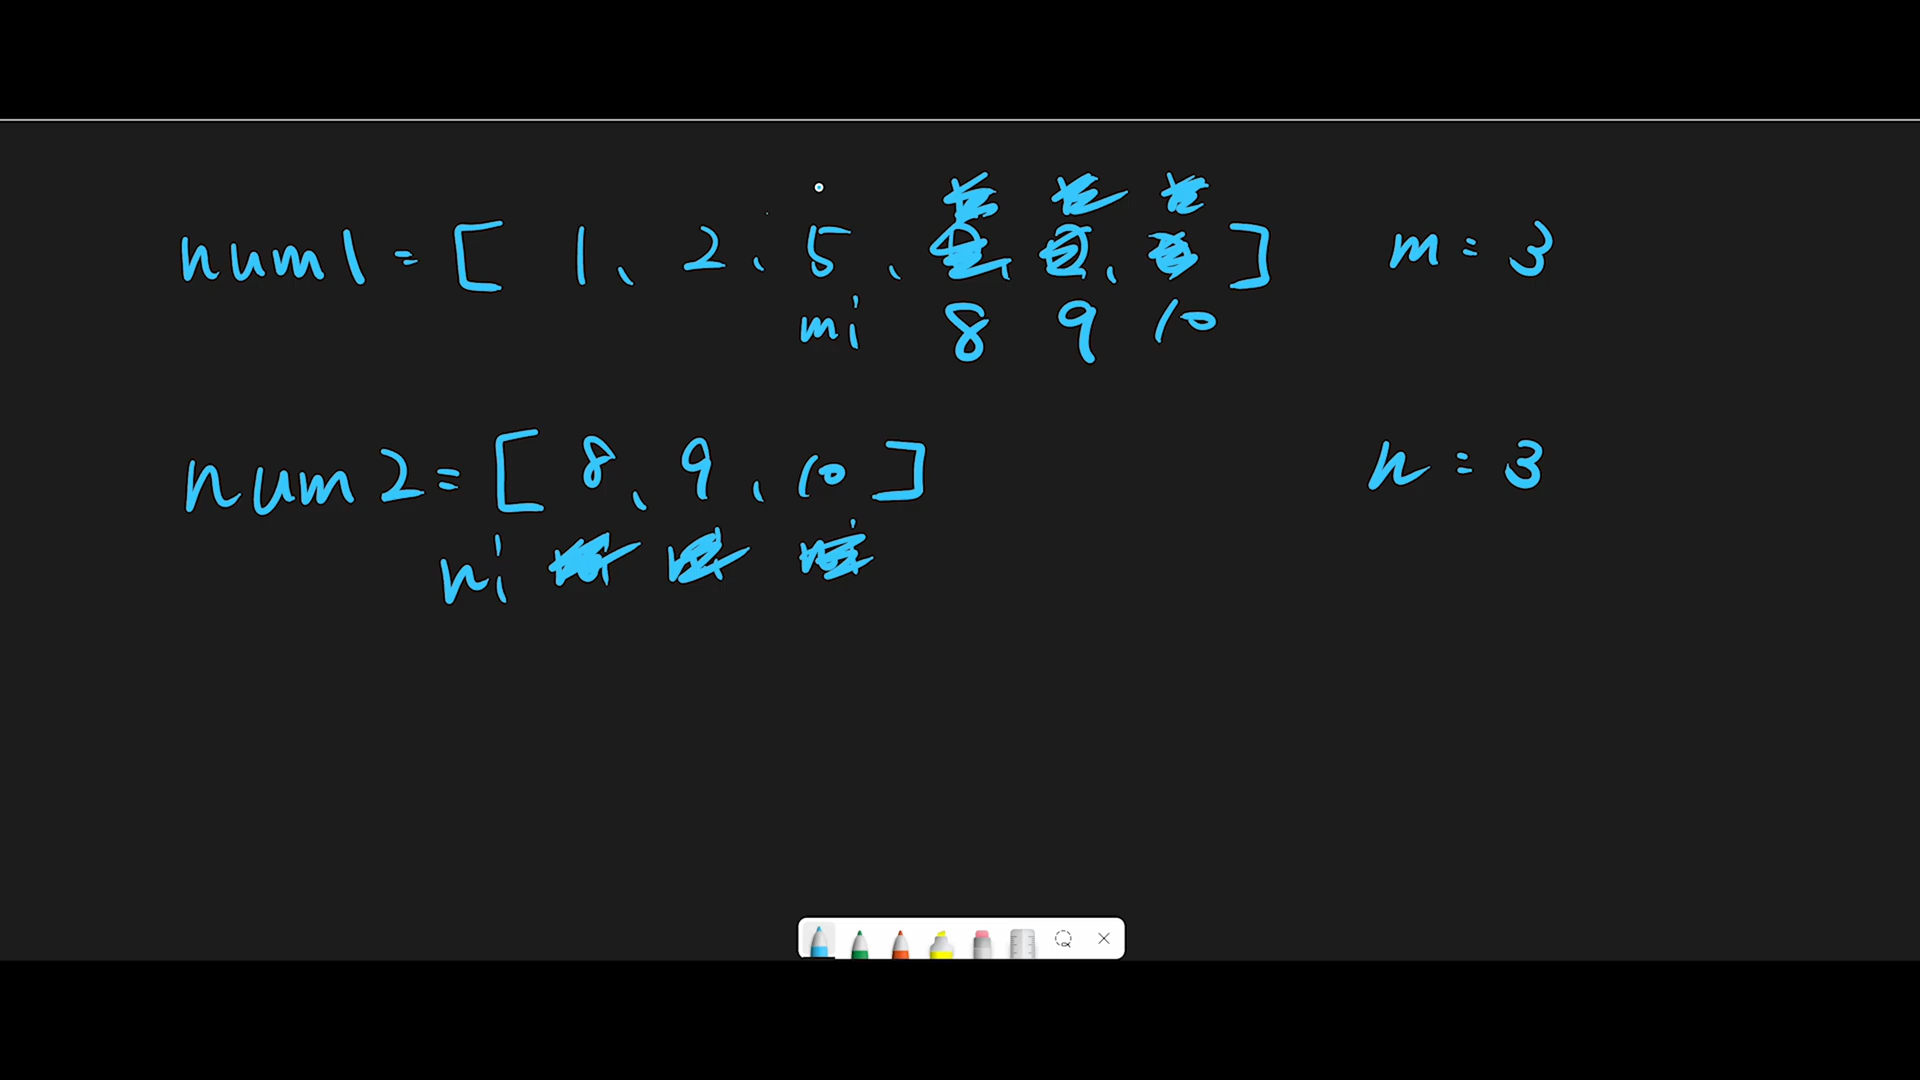 num1 = [ 1, 2, 5, , , ] m = 3
mi 8 9 10
num2 = [ 8, 9, 10 ] n = 3
ni